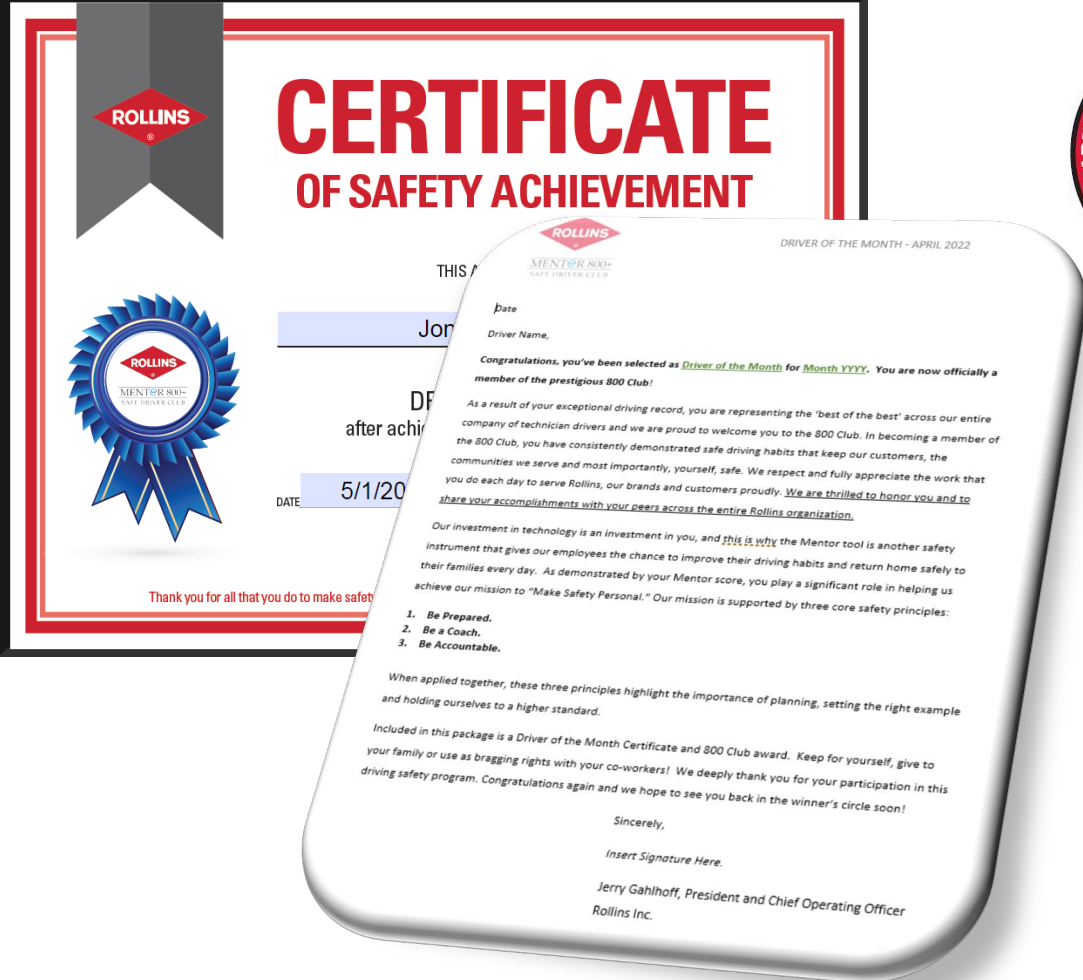 ROLLINS
®
CERTIFICATE
OF SAFETY ACHIEVEMENT
THIS A
Jon
ROLLINS
MENTOR 800+
SAFE DRIVER CLUB
after achie
DATE
5/1/20
Thank you for all that you do to make safety
ROLLINS
MENTOR 800+
SAFE DRIVER CLUB
DRIVER OF THE MONTH - APRIL 2022
Date
Driver Name,
Congratulations, you've been selected as Driver of the Month for Month YYYY. You are now officially a
member of the prestigious 800 Club!
As a result of your exceptional driving record, you are representing the 'best of the best' across our entire
company of technician drivers and we are proud to welcome you to the 800 Club. In becoming a member of
the 800 Club, you have consistently demonstrated safe driving habits that keep our customers, the
communities we serve and most importantly, yourself, safe. We respect and fully appreciate the work that
you do each day to serve Rollins, our brands and customers proudly. We are thrilled to honor you and to
share your accomplishments with your peers across the entire Rollins organization.
Our investment in technology is an investment in you, and this is why the Mentor tool is another safety
instrument that gives our employees the chance to improve their driving habits and return home safely to
their families every day. As demonstrated by your Mentor score, you play a significant role in helping us
achieve our mission to "Make Safety Personal." Our mission is supported by three core safety principles:
1. Be Prepared.
2. Be a Coach.
3. Be Accountable.
When applied together, these three principles highlight the importance of planning, setting the right example
and holding ourselves to a higher standard.
Included in this package is a Driver of the Month Certificate and 800 Club award. Keep for yourself, give to
your family or use as bragging rights with your co-workers! We deeply thank you for your participation in this
driving safety program. Congratulations again and we hope to see you back in the winner's circle soon!
Sincerely,
Insert Signature Here.
Jerry Gahlhoff, President and Chief Operating Officer
Rollins Inc.